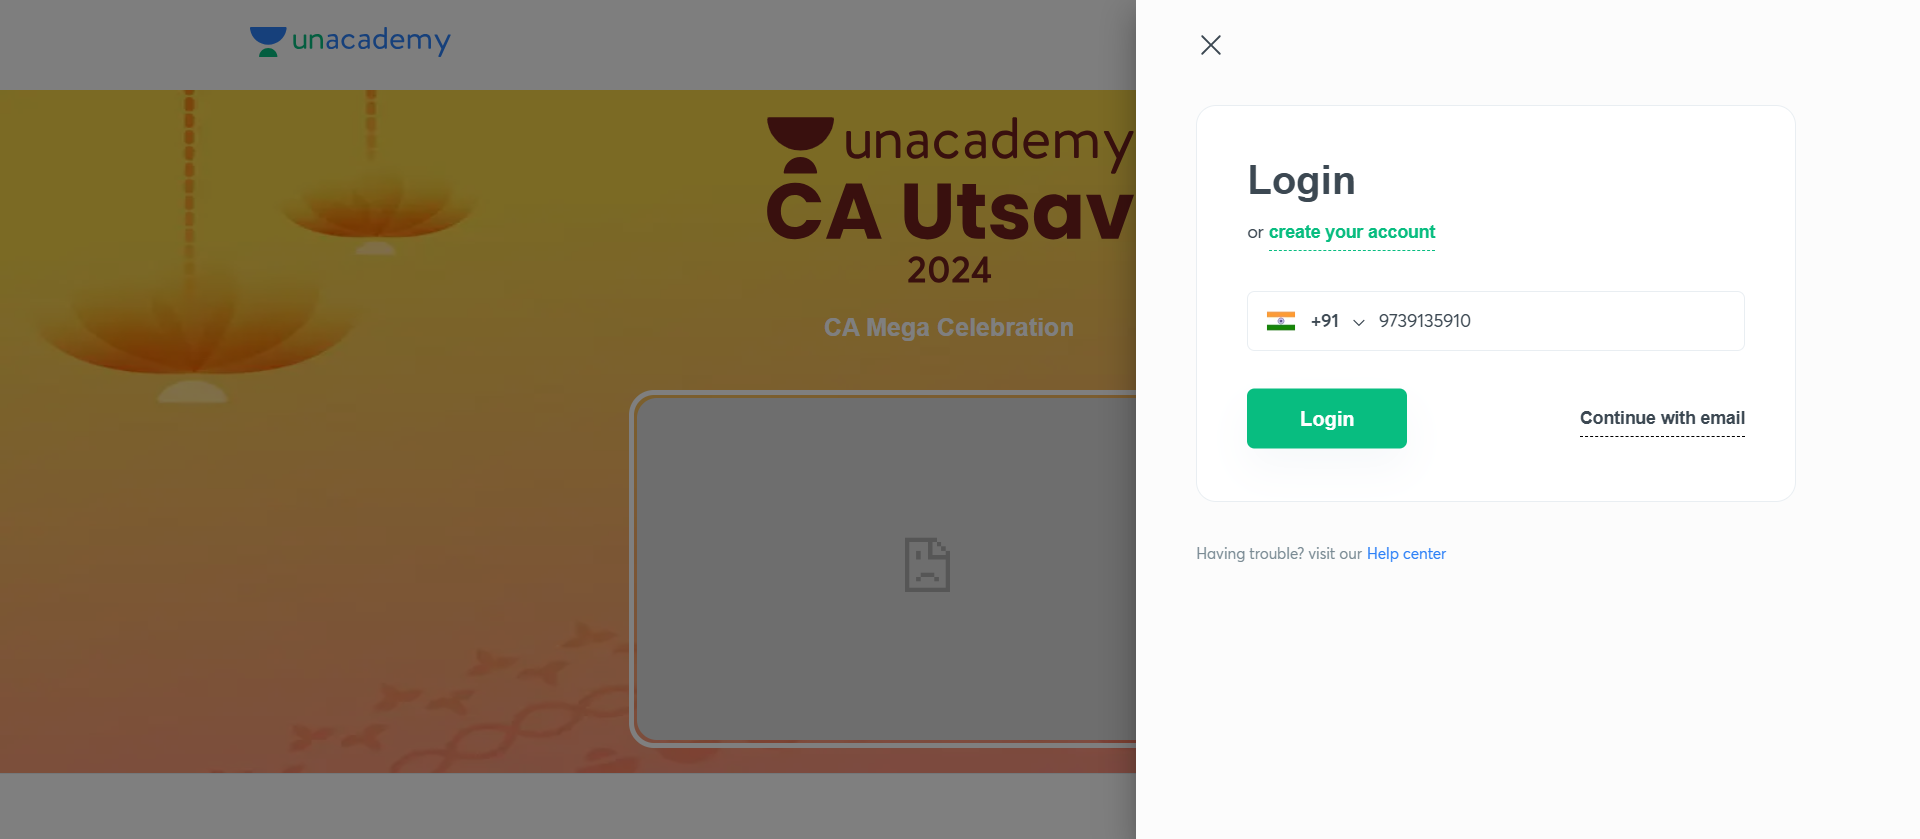 unacademy
unacademy
CA Utsav
2024
CA Mega Celebration
Login
or create your account
+91 9739135910
Login
Continue with email
Having trouble? visit our Help center